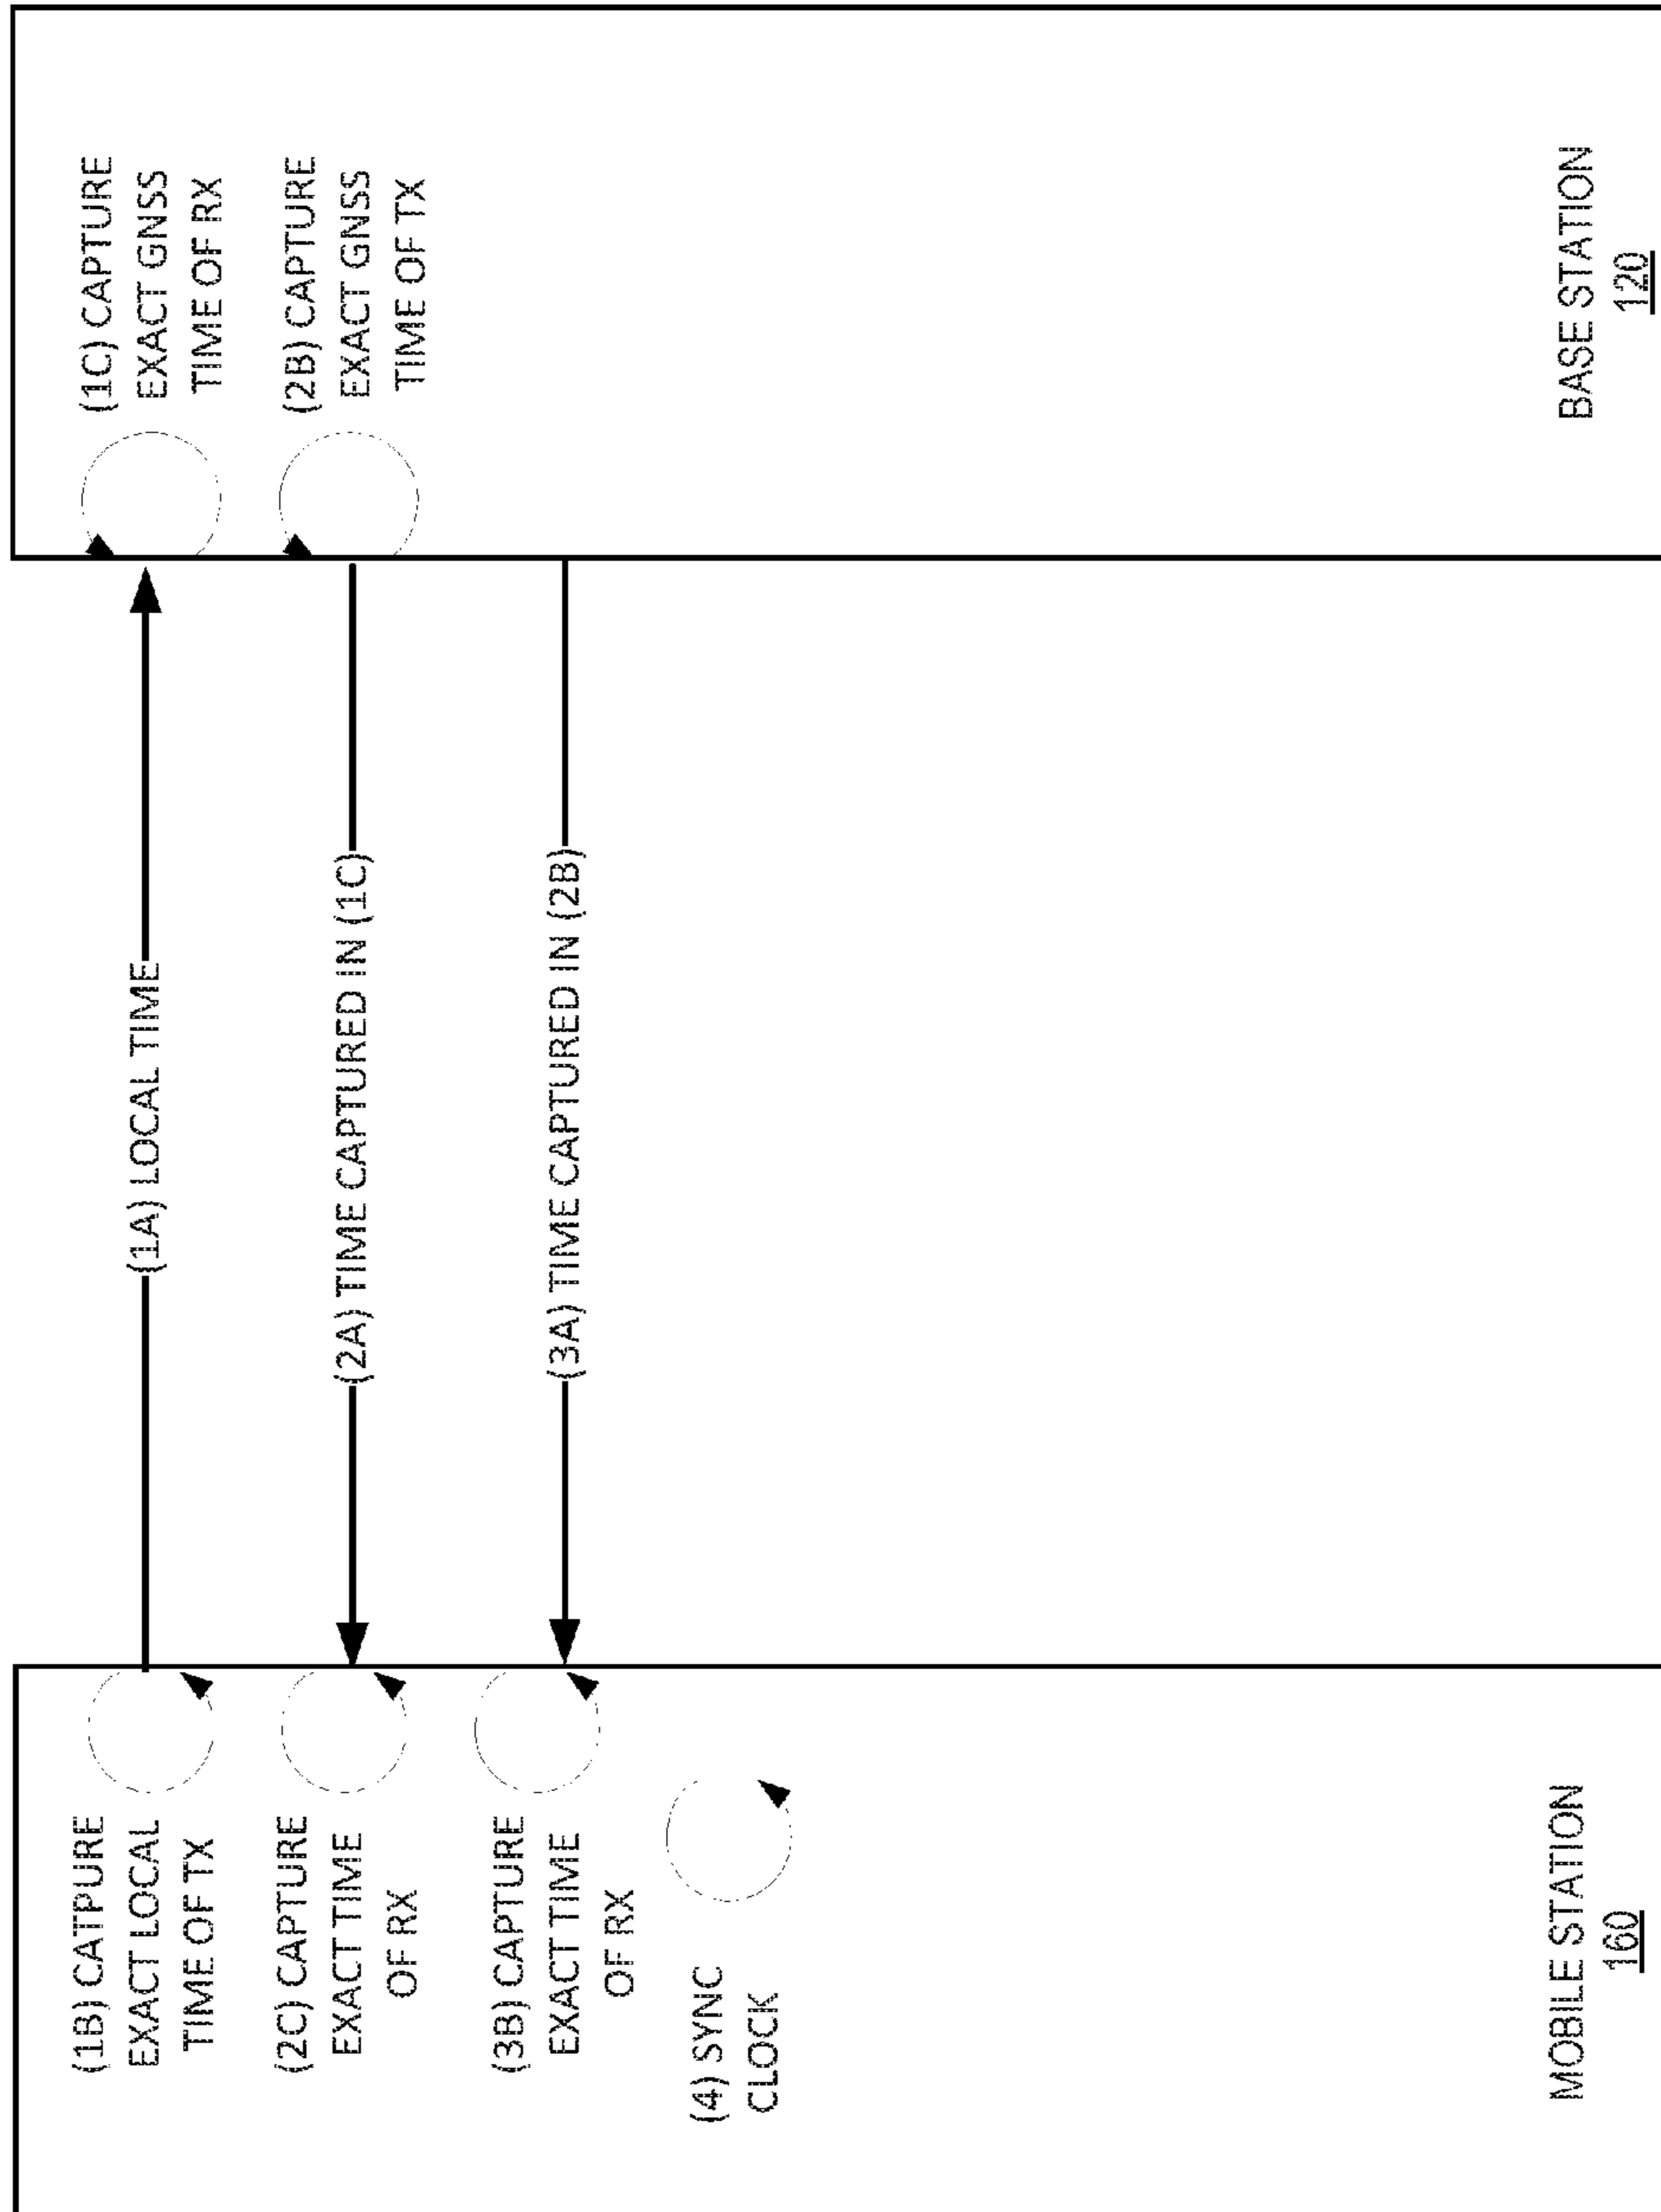 (1B) CATPURE
EXACT LOCAL
TIME OF TX
(1A) LOCAL TIME
(1C) CAPTURE
EXACT GNSS
TIME OF RX
(2C) CAPTURE
EXACT TIME
OF RX
(2A) TIME CAPTURED IN (1C)
(2B) CAPTURE
EXACT GNSS
TIME OF TX
(3B) CAPTURE
EXACT TIME
OF RX
(3A) TIME CAPTURED IN (2B)
(4) SYNC
CLOCK
MOBILE STATION
160
BASE STATION
120